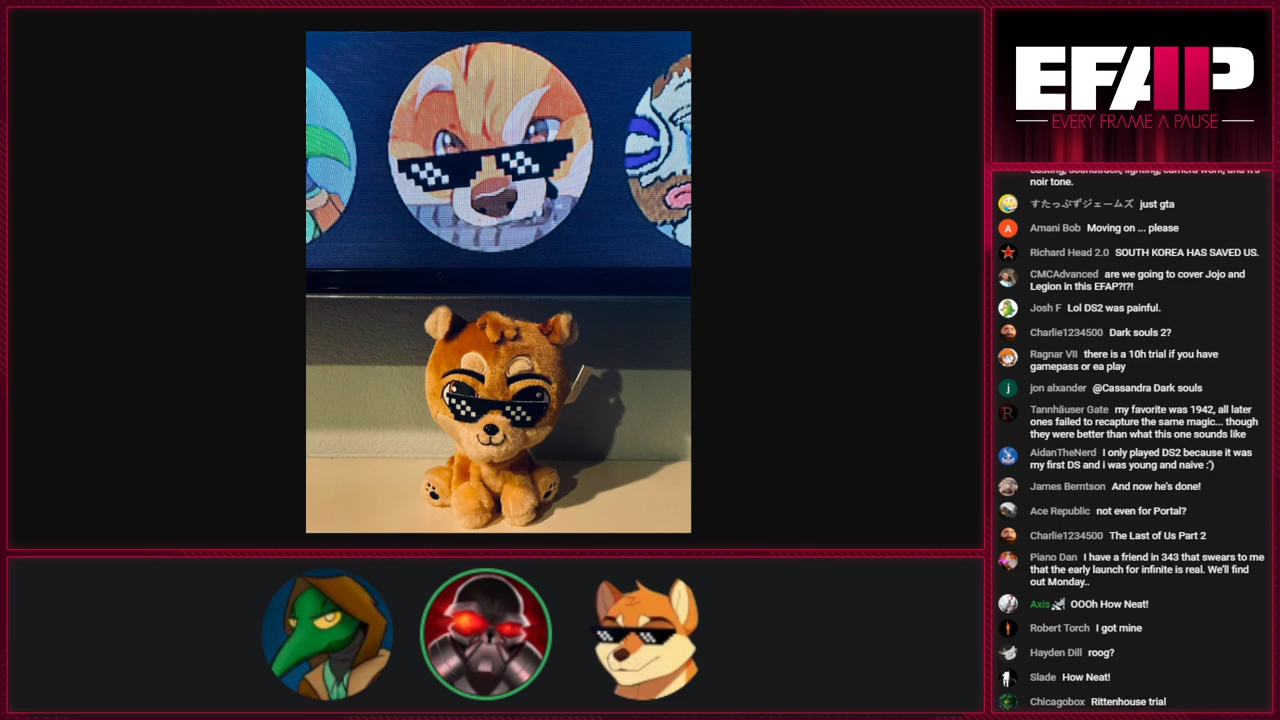 EFAP
EVERY FRAME A PAUSE
noir tone.
すたっぷずジェームズ just gta
A Amani Bob Moving on ... please
Richard Head 2.0 SOUTH KOREA HAS SAVED US.
CMCAdvanced are we going to cover Jojo and
Legion in this EFAP?!?!
Josh F Lol DS2 was painful.
Charlie1234500 Dark souls 2?
Ragnar VII there is a 10h trial if you have
gamepass or ea play
j jon alxander @Cassandra Dark souls
R Tannhäuser Gate my favorite was 1942, all later
ones failed to recapture the same magic... though
they were better than what this one sounds like
AidanTheNerd I only played DS2 because it was
my first DS and i was young and naive :')
James Berntson And now he's done!
Ace Republic not even for Portal?
Charlie1234500 The Last of Us Part 2
Piano Dan I have a friend in 343 that swears to me
that the early launch for infinite is real. We'll find
out Monday..
Axis OOOh How Neat!
Robert Torch I got mine
Hayden Dill roog?
Slade How Neat!
Chicagobox Rittenhouse trial